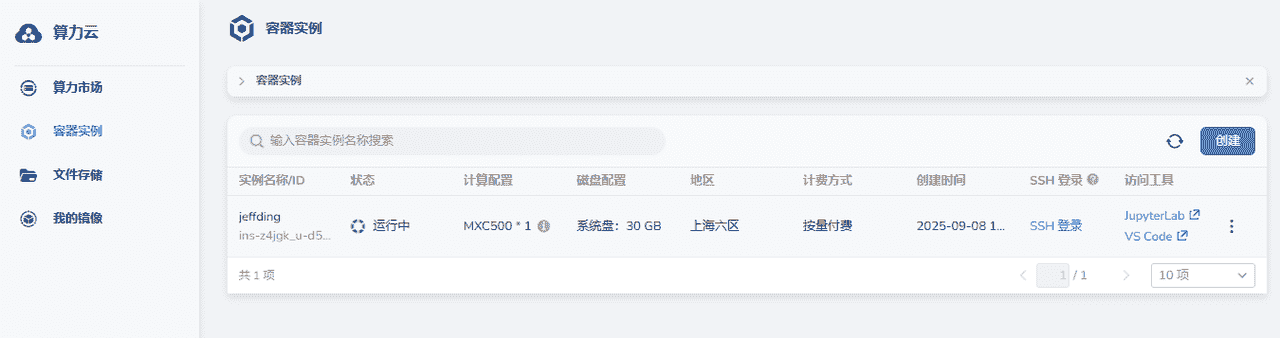 算力云
算力市场
容器实例
文件存储
我的镜像
容器实例
容器实例
输入容器实例名称搜索
创建
实例名称/ID 状态 计算配置 磁盘配置 地区 计费方式 创建时间 SSH 登录 访问工具
jeffding
ins-z4jgk_u-d5...
运行中 MXC500 * 1 系统盘：30 GB 上海六区 按量付费 2025-09-08 1... SSH 登录
JupyterLab
VS Code
共 1 项 1 / 1 10 项